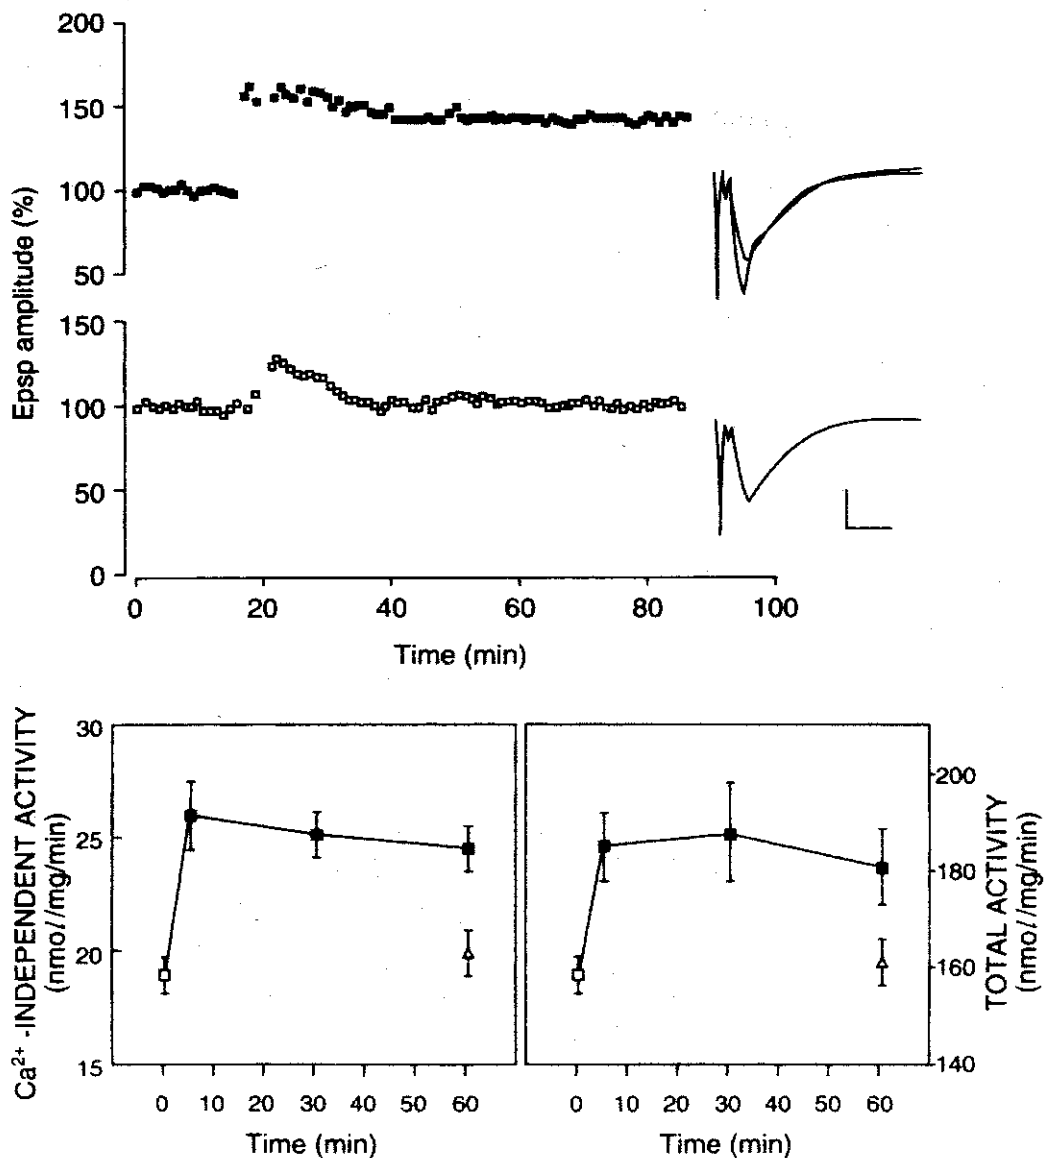 200
150
100
50
Epsp amplitude (%)
150
100
50
0
0 20 40 60 80 100
Time (min)
Ca²⁺ -INDEPENDENT ACTIVITY
(nmol/mg/min)
30
25
20
15
0 10 20 30 40 50 60
Time (min)
200
180
160
140
TOTAL ACTIVITY
(nmol/mg/min)
0 10 20 30 40 50 60
Time (min)